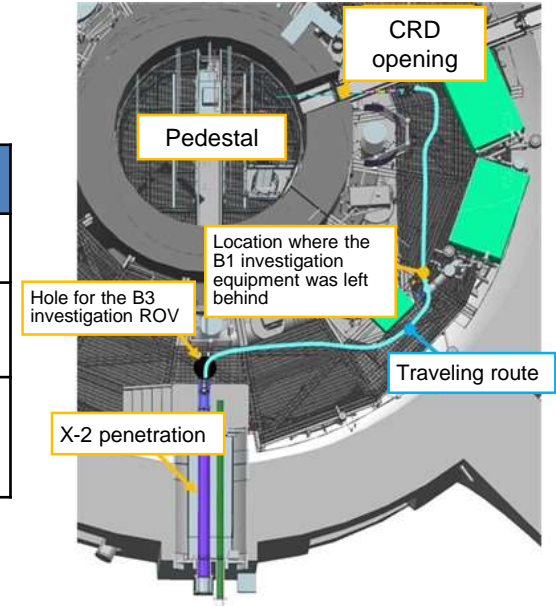 CRD
opening
Pedestal
Location where the
B1 investigation
equipment was left
behind
Hole for the B3
investigation ROV
Traveling route
X-2 penetration